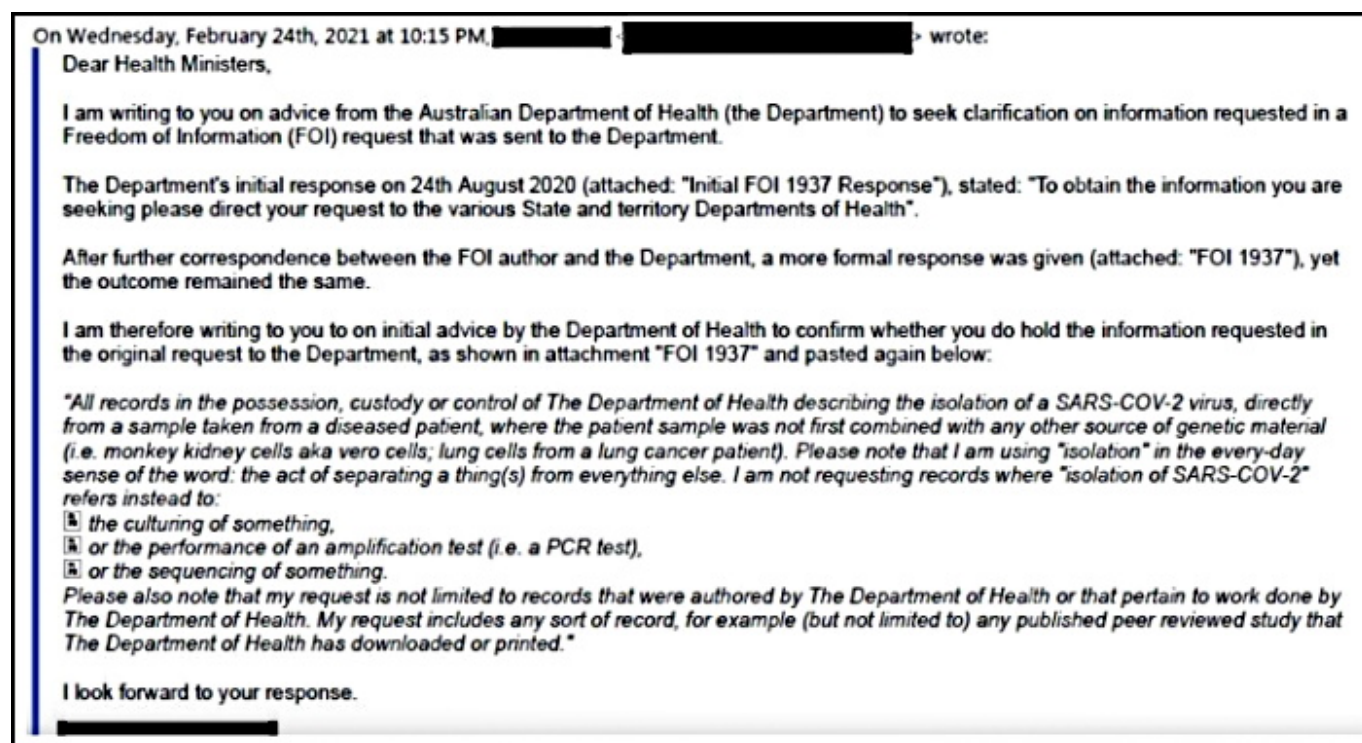 On Wednesday, February 24th, 2021 at 10:15 PM, < > wrote:
Dear Health Ministers,
I am writing to you on advice from the Australian Department of Health (the Department) to seek clarification on information requested in a
Freedom of Information (FOI) request that was sent to the Department.
The Department's initial response on 24th August 2020 (attached: "Initial FOI 1937 Response"), stated: "To obtain the information you are
seeking please direct your request to the various State and territory Departments of Health".
After further correspondence between the FOI author and the Department, a more formal response was given (attached: "FOI 1937"), yet
the outcome remained the same.
I am therefore writing to you to on initial advice by the Department of Health to confirm whether you do hold the information requested in
the original request to the Department, as shown in attachment "FOI 1937" and pasted again below:
"All records in the possession, custody or control of The Department of Health describing the isolation of a SARS-COV-2 virus, directly
from a sample taken from a diseased patient, where the patient sample was not first combined with any other source of genetic material
(i.e. monkey kidney cells aka vero cells; lung cells from a lung cancer patient). Please note that I am using "isolation" in the every-day
sense of the word: the act of separating a thing(s) from everything else. I am not requesting records where "isolation of SARS-COV-2"
refers instead to:
the culturing of something,
or the performance of an amplification test (i.e. a PCR test),
or the sequencing of something.
Please also note that my request is not limited to records that were authored by The Department of Health or that pertain to work done by
The Department of Health. My request includes any sort of record, for example (but not limited to) any published peer reviewed study that
The Department of Health has downloaded or printed."
I look forward to your response.